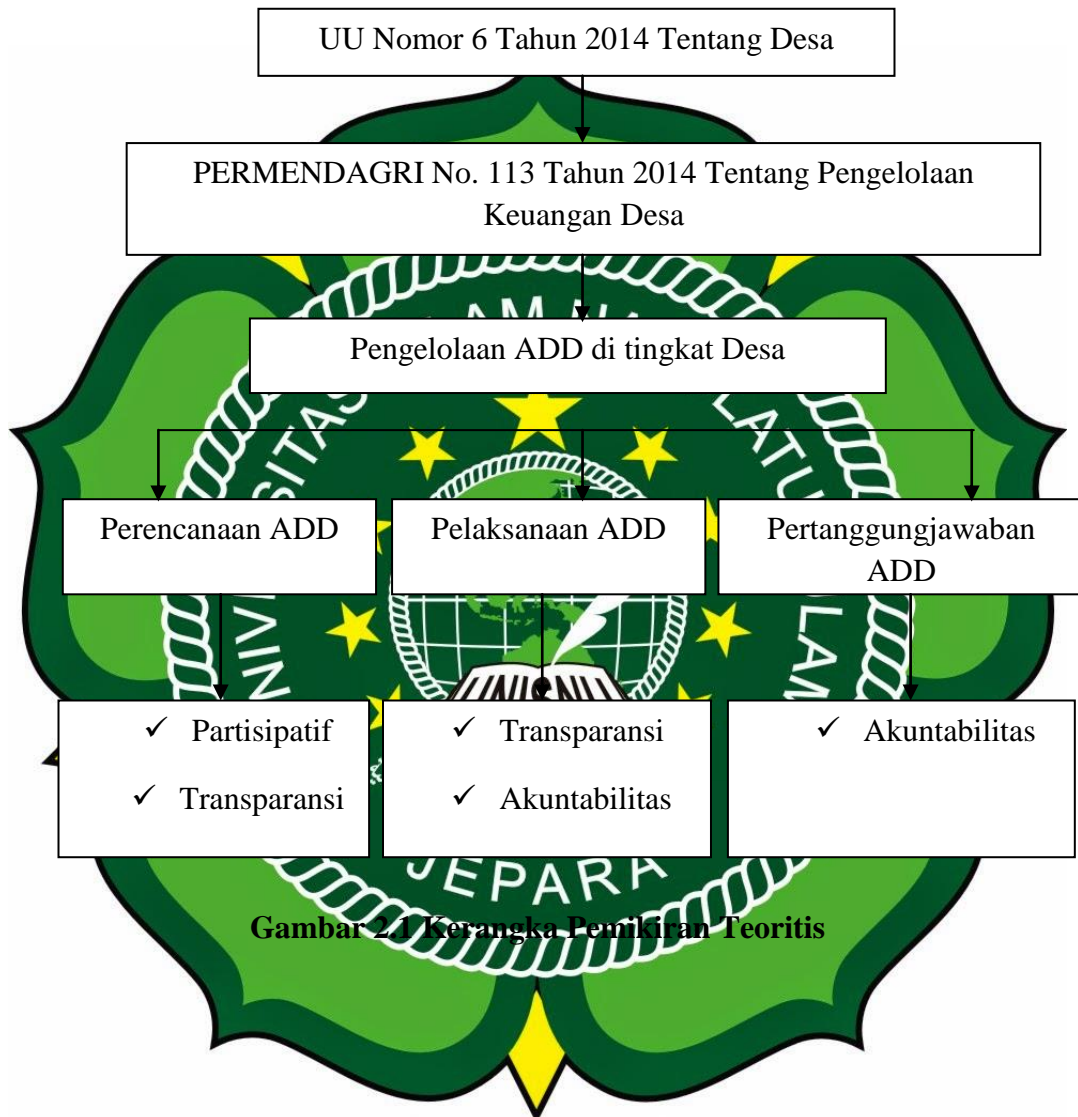 UU Nomor 6 Tahun 2014 Tentang Desa
PERMENDAGRI No. 113 Tahun 2014 Tentang Pengelolaan
Keuangan Desa
Pengelolaan ADD di tingkat Desa
Perencanaan ADD
Pelaksanaan ADD
Pertanggungjawaban
ADD
✓ Partisipatif
✓ Transparansi
✓ Transparansi
✓ Akuntabilitas
✓ Akuntabilitas
JEPARA
Gambar 2.1 Kerangka Pemikiran Teoritis